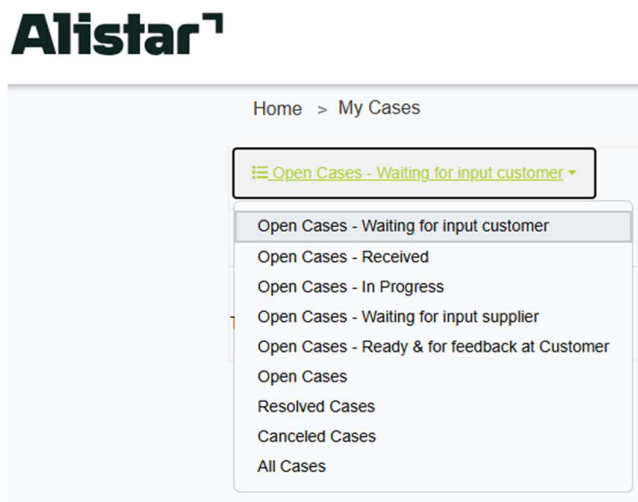 Alistar
Home > My Cases
Open Cases - Waiting for input customer
Open Cases - Waiting for input customer
Open Cases - Received
Open Cases - In Progress
Open Cases - Waiting for input supplier
Open Cases - Ready & for feedback at Customer
Open Cases
Resolved Cases
Canceled Cases
All Cases